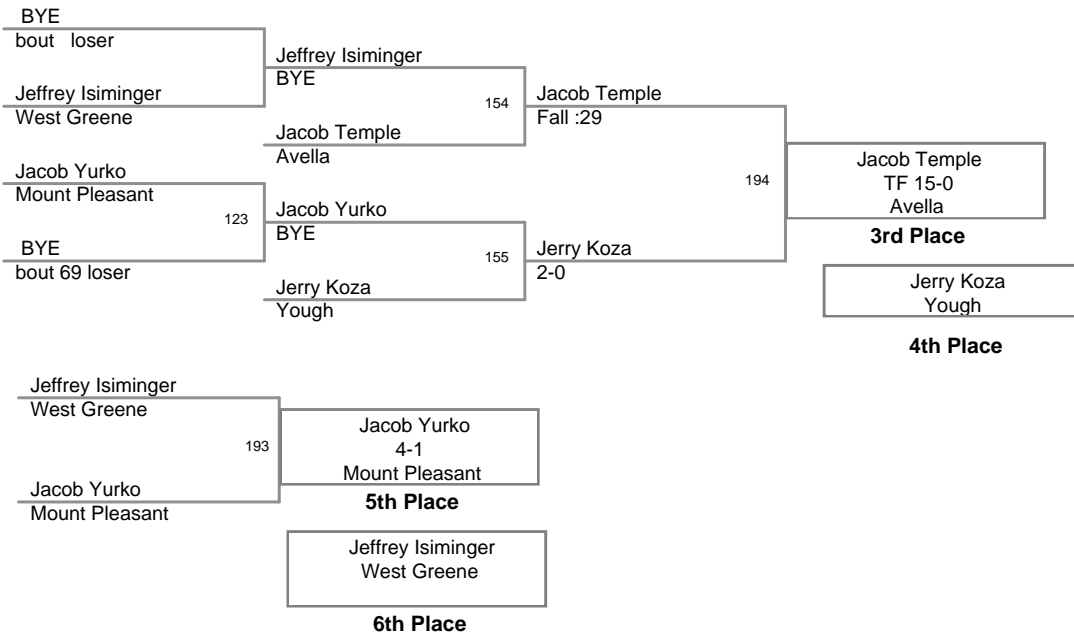 BYE
bout loser
Jeffrey Isiminger
BYE
Jeffrey Isiminger
West Greene
154
Jacob Temple
Fall :29
Jacob Temple
Avella
Jacob Yurko
Mount Pleasant
194
Jacob Temple
TF 15-0
Avella
3rd Place
123
Jacob Yurko
BYE
BYE
bout 69 loser
155
Jerry Koza
2-0
Jerry Koza
Yough
Jerry Koza
Yough
4th Place
Jeffrey Isiminger
West Greene
193
Jacob Yurko
4-1
Mount Pleasant
5th Place
Jacob Yurko
Mount Pleasant
Jeffrey Isiminger
West Greene
6th Place